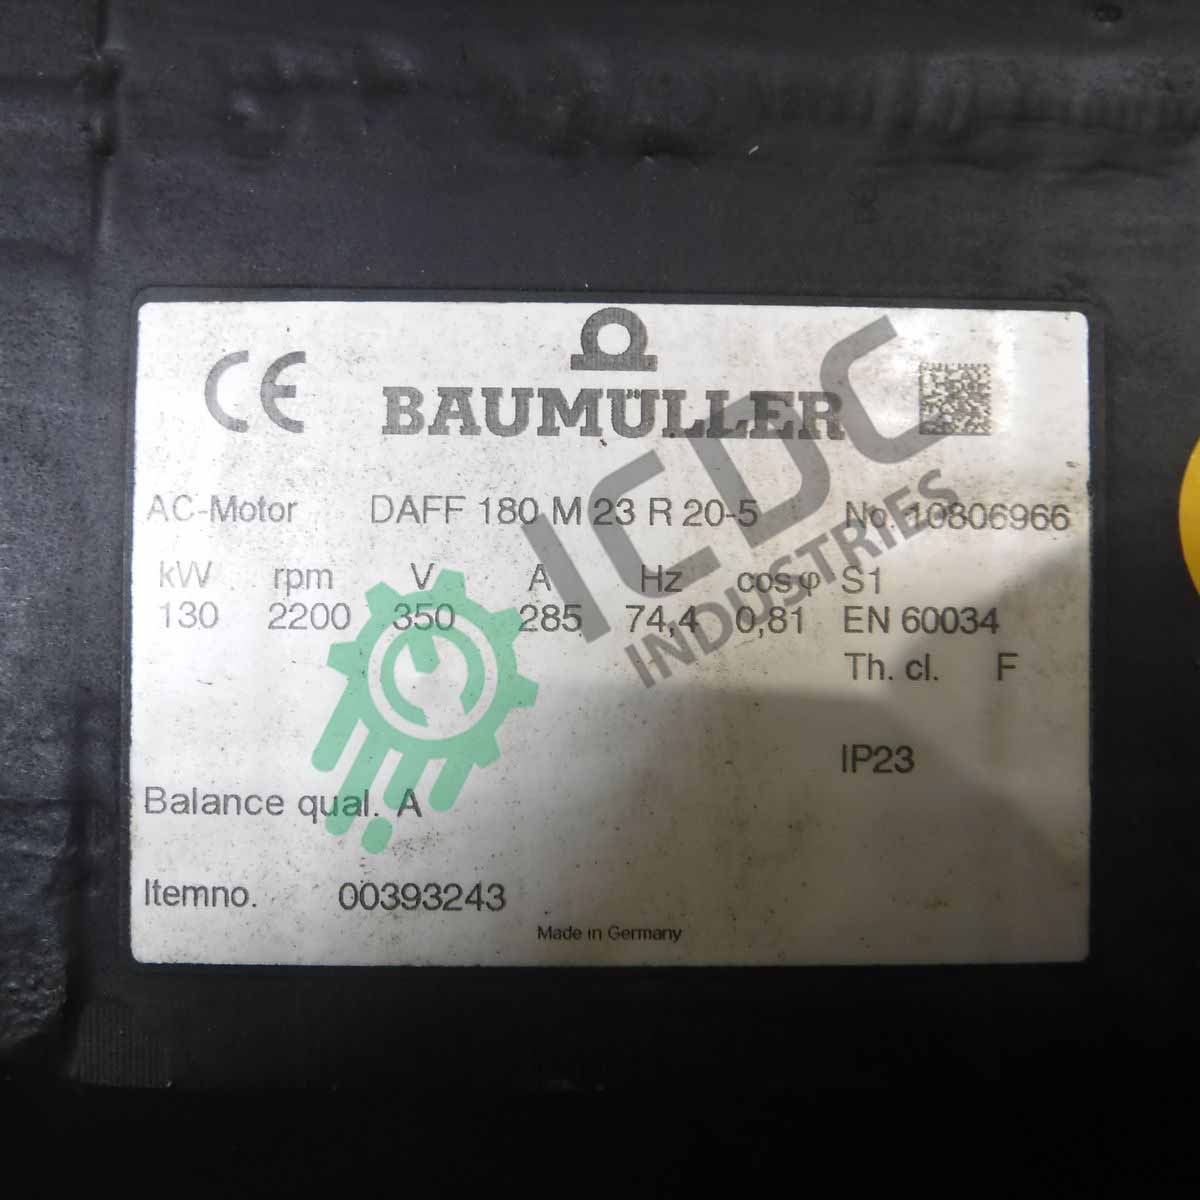 CE
BAUMÜLLER
AC-Motor DAFF 180 M 23 R 20-5 No. 10806966
kW rpm V A Hz cosφ S1
130 2200 350 285 74,4 0,81 EN 60034
Th. cl. F
IP23
Balance qual. A
Itemno. 00393243
Made in Germany
ICDC
INDUSTRIES